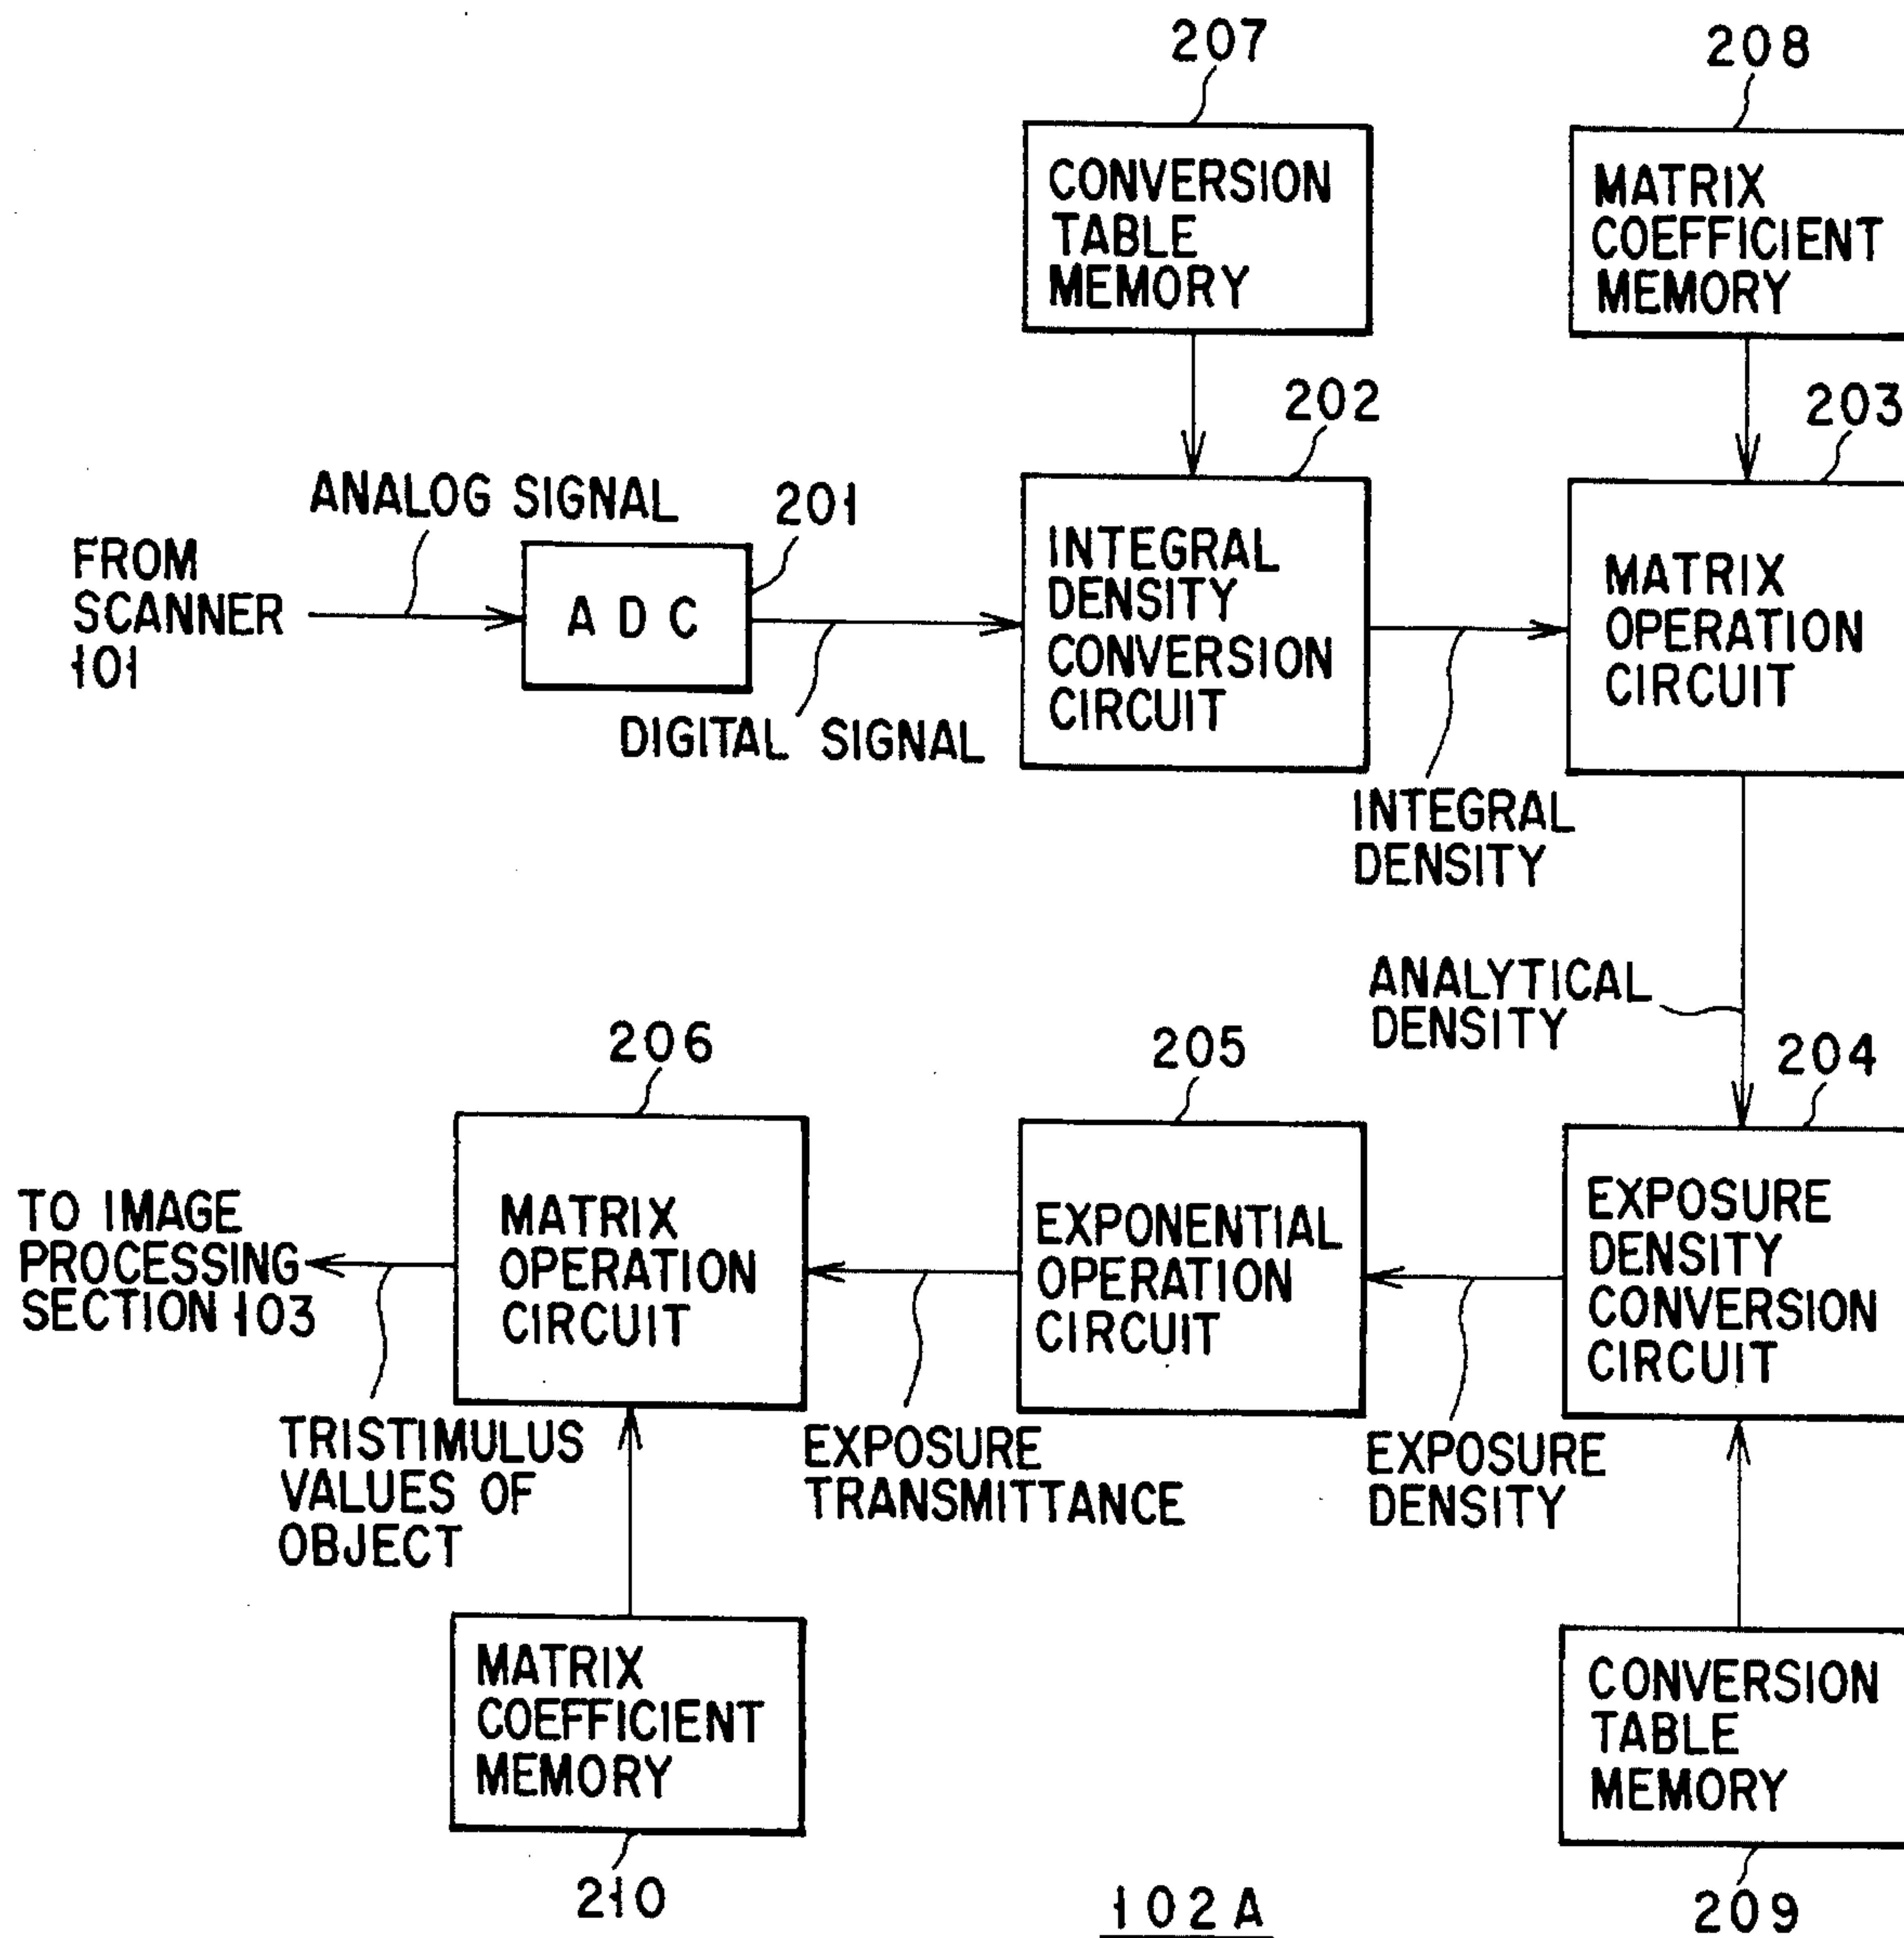 207
208
CONVERSION
TABLE
MEMORY
MATRIX
COEFFICIENT
MEMORY
202
203
ANALOG SIGNAL
201
FROM
SCANNER
101
ADC
INTEGRAL
DENSITY
CONVERSION
CIRCUIT
MATRIX
OPERATION
CIRCUIT
DIGITAL SIGNAL
INTEGRAL
DENSITY
ANALYTICAL
DENSITY
206
205
204
TO IMAGE
PROCESSING
SECTION 103
MATRIX
OPERATION
CIRCUIT
EXPONENTIAL
OPERATION
CIRCUIT
EXPOSURE
DENSITY
CONVERSION
CIRCUIT
TRISTIMULUS
VALUES OF
OBJECT
EXPOSURE
TRANSMITTANCE
EXPOSURE
DENSITY
MATRIX
COEFFICIENT
MEMORY
CONVERSION
TABLE
MEMORY
210
102A
209